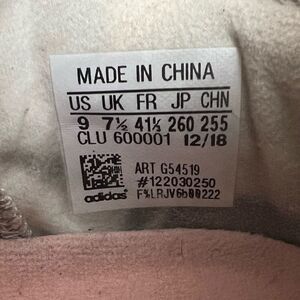 MADE IN CHINA
US UK FR JP CHN
9 7½ 41⅓ 260 255
CLU 600001 12/18
ART G54519
#122030250
adidas F%LRJV6b00222